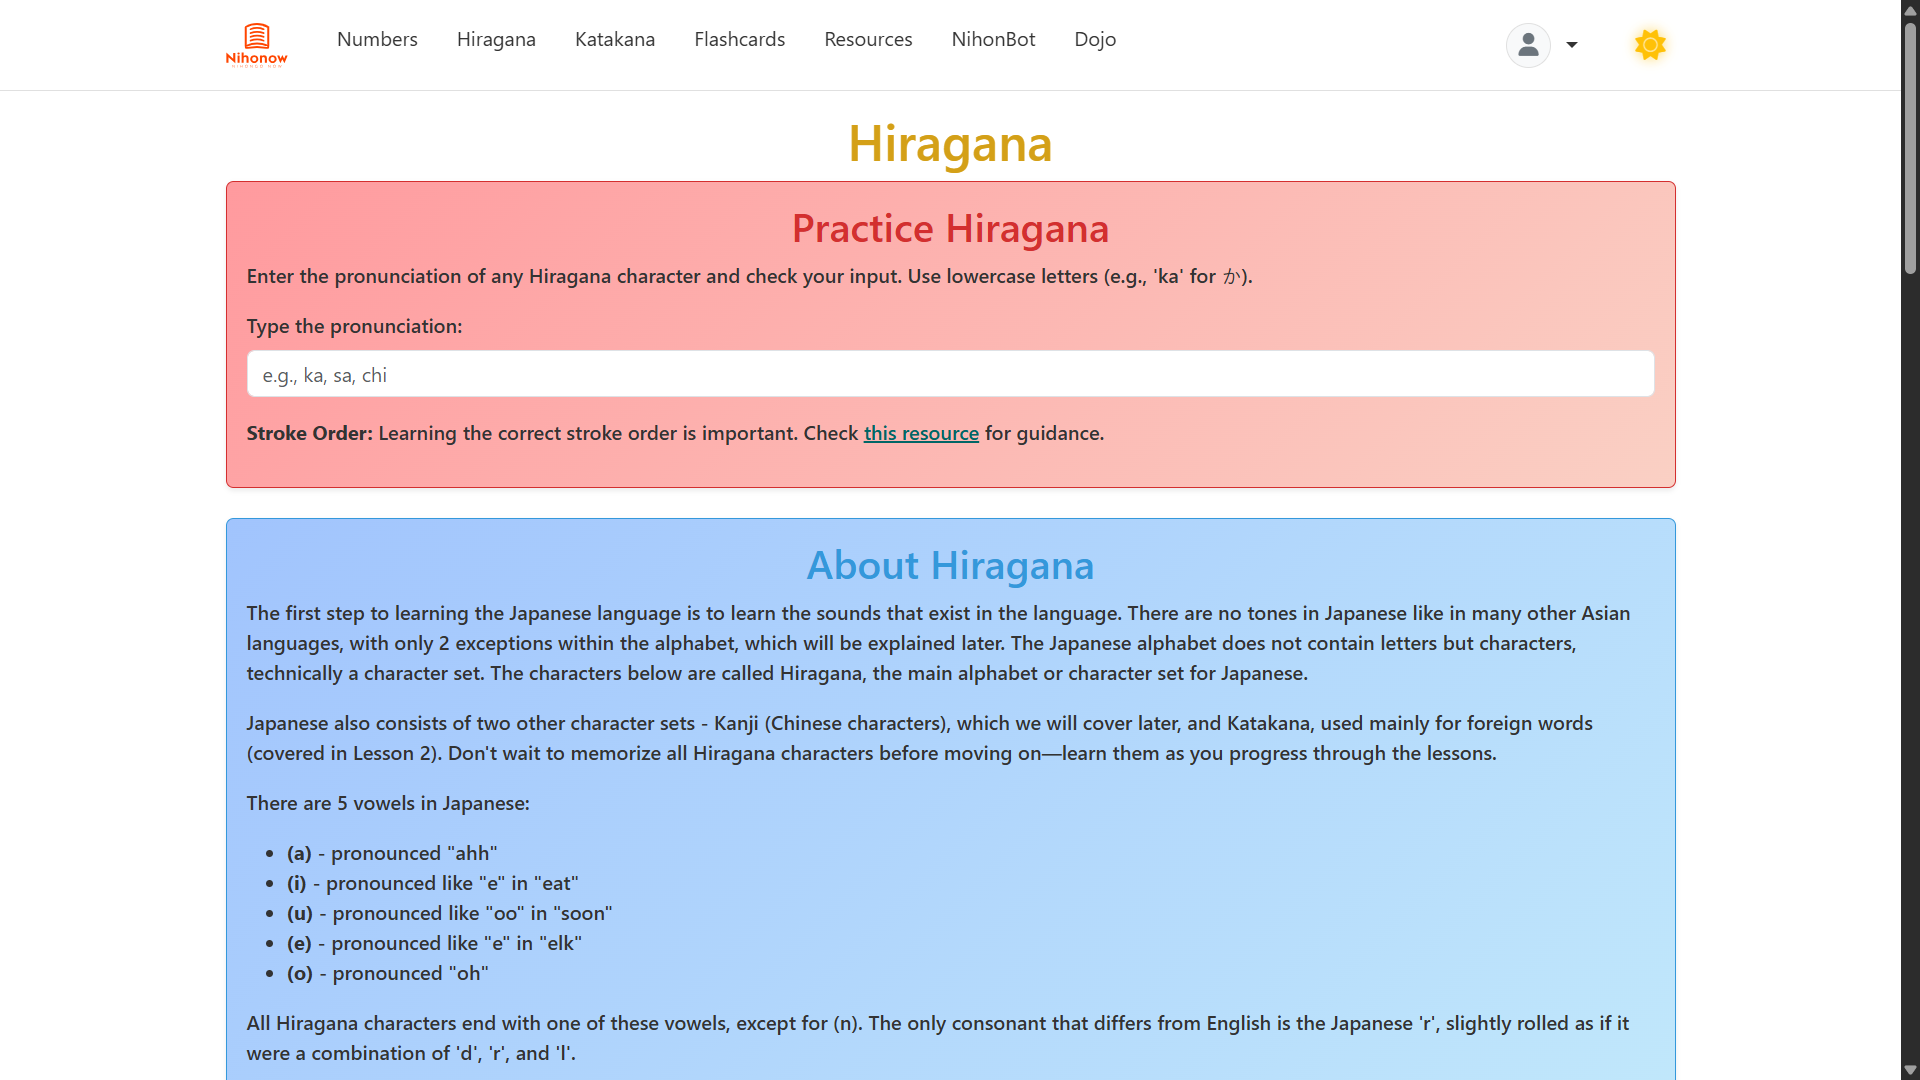 Nihonow
NIHONGO NOW
Numbers
Hiragana
Katakana
Flashcards
Resources
NihonBot
Dojo
Hiragana
Practice Hiragana
Enter the pronunciation of any Hiragana character and check your input. Use lowercase letters (e.g., 'ka' for か).
Type the pronunciation:
e.g., ka, sa, chi
Stroke Order: Learning the correct stroke order is important. Check this resource for guidance.
About Hiragana
The first step to learning the Japanese language is to learn the sounds that exist in the language. There are no tones in Japanese like in many other Asian
languages, with only 2 exceptions within the alphabet, which will be explained later. The Japanese alphabet does not contain letters but characters,
technically a character set. The characters below are called Hiragana, the main alphabet or character set for Japanese.
Japanese also consists of two other character sets - Kanji (Chinese characters), which we will cover later, and Katakana, used mainly for foreign words
(covered in Lesson 2). Don't wait to memorize all Hiragana characters before moving on—learn them as you progress through the lessons.
There are 5 vowels in Japanese:
• (a) - pronounced "ahh"
• (i) - pronounced like "e" in "eat"
• (u) - pronounced like "oo" in "soon"
• (e) - pronounced like "e" in "elk"
• (o) - pronounced "oh"
All Hiragana characters end with one of these vowels, except for (n). The only consonant that differs from English is the Japanese 'r', slightly rolled as if it
were a combination of 'd', 'r', and 'l'.